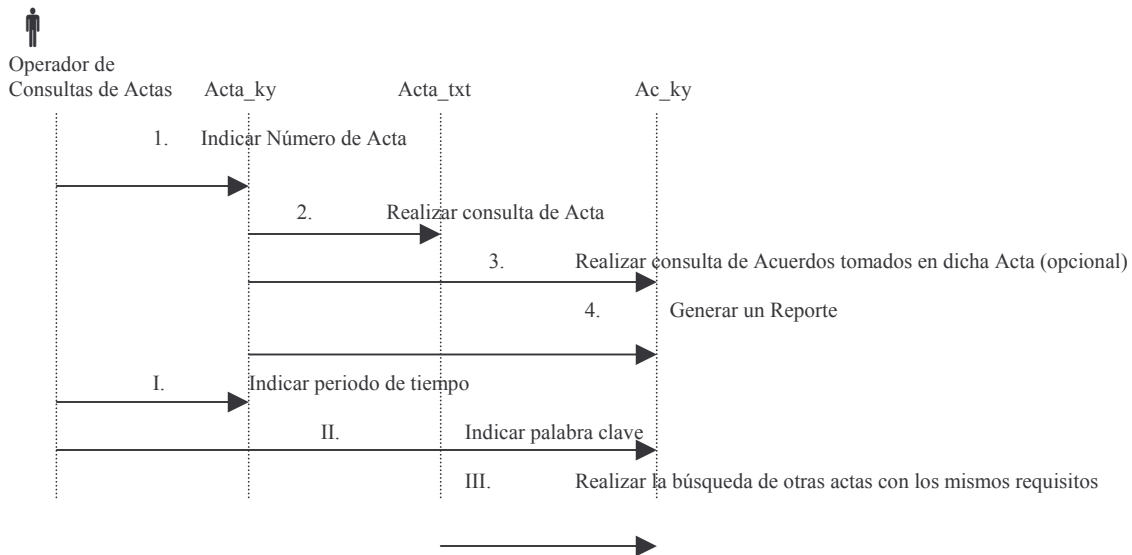 Operador de
Consultas de Actas Acta_ky Acta_txt Ac_ky
1. Indicar Número de Acta
2. Realizar consulta de Acta
3. Realizar consulta de Acuerdos tomados en dicha Acta (opcional)
4. Generar un Reporte
I. Indicar periodo de tiempo
II. Indicar palabra clave
III. Realizar la búsqueda de otras actas con los mismos requisitos